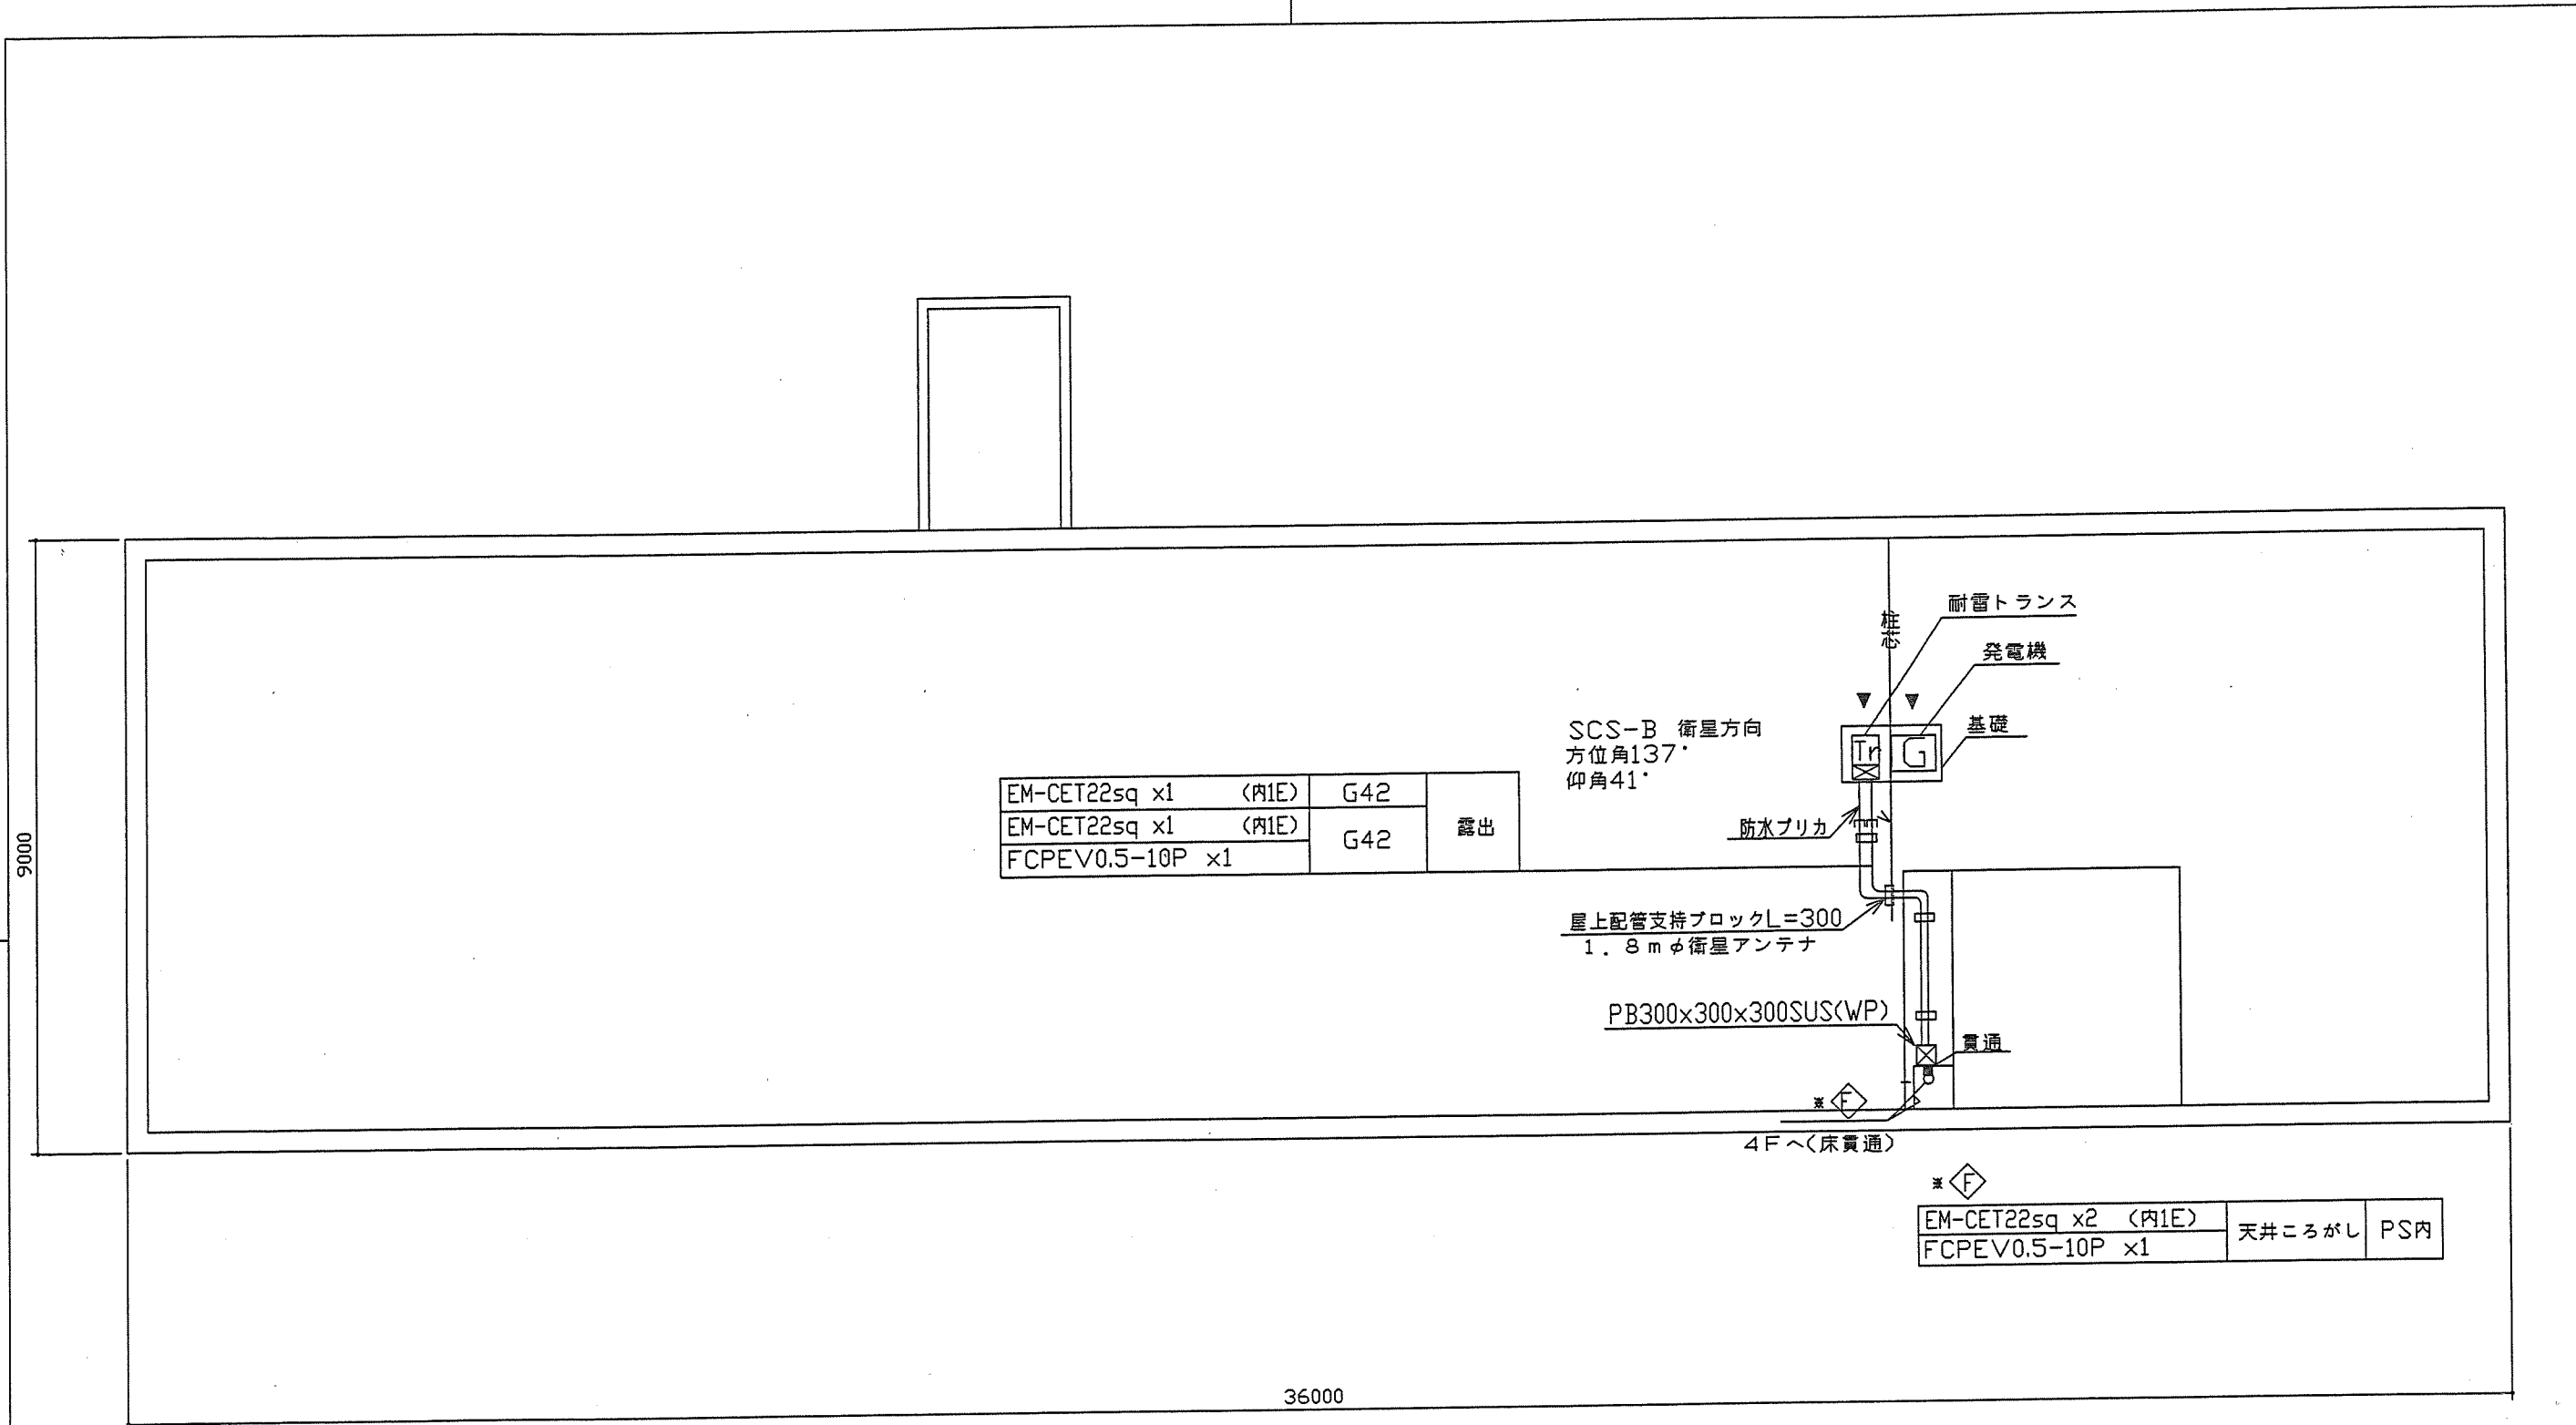 耐雷トランス
柱芯
発電機
基礎
SCS-B 衛星方向
方位角137°
仰角41°
Tr
G
EM-CET22sq x1 (内1E) G42
露出
EM-CET22sq x1 (内1E)
G42
FCPEV0.5-10P x1
防水プリカ
9000
屋上配管支持ブロックL=300
1.8mφ衛星アンテナ
PB300x300x300SUS(WP)
貫通
※ F
4Fへ(床貫通)
※ F
EM-CET22sq x2 (内1E)
天井ころがし PS内
FCPEV0.5-10P x1
36000